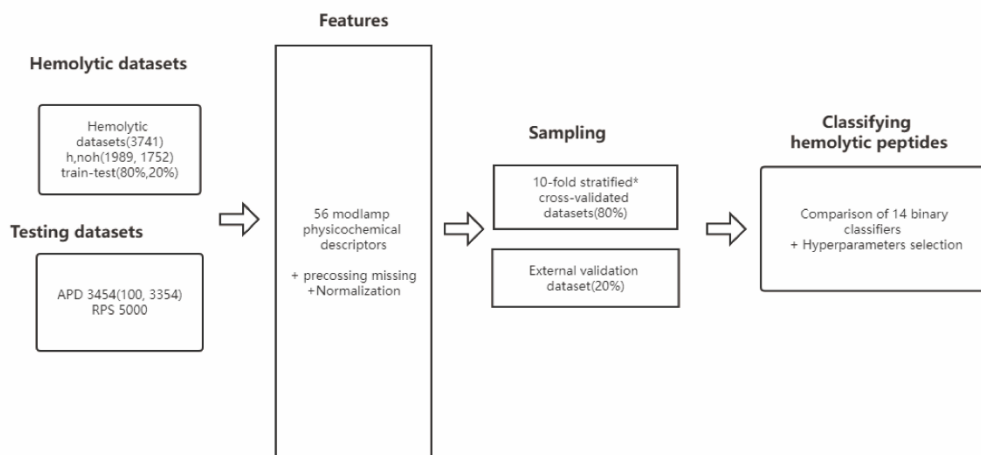 Hemolytic datasets
Hemolytic
datasets(3741)
h,noh(1989, 1752)
train-test(80%,20%)
Testing datasets
APD 3454(100, 3354)
RPS 5000
Features
56 modlamp
physicochemical
descriptors
+ precossing missing
+Normalization
Sampling
10-fold stratified*
cross-validated
datasets(80%)
External validation
dataset(20%)
Classifying
hemolytic peptides
Comparison of 14 binary
classifiers
+ Hyperparameters selection